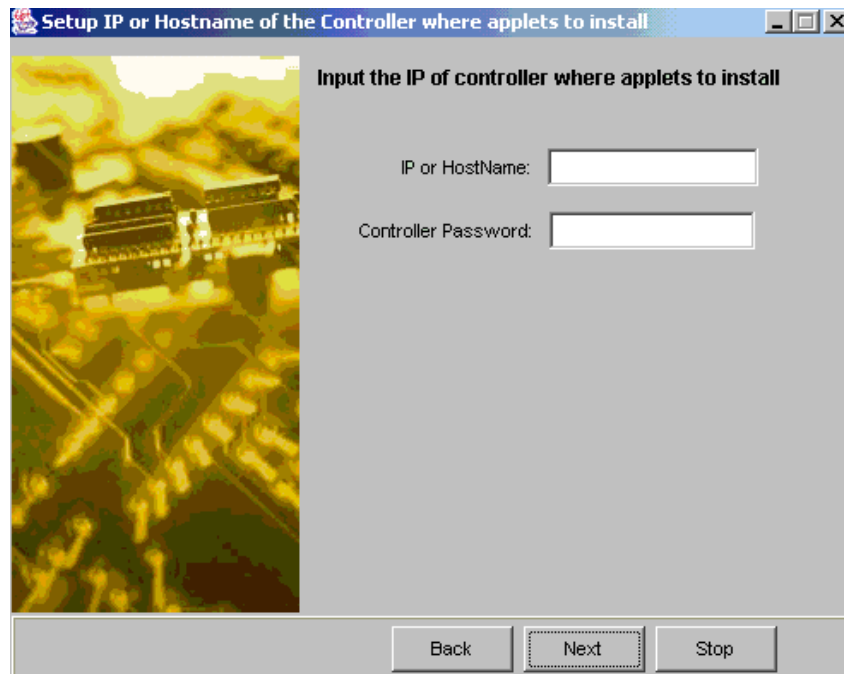 Setup IP or Hostname of the Controller where applets to install
Input the IP of controller where applets to install
IP or HostName:
Controller Password:
Back Next Stop